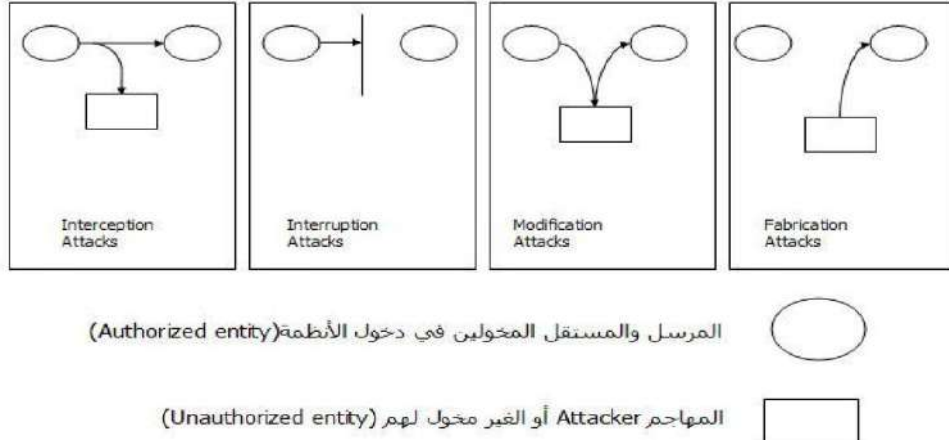 Interception
Attacks
Interruption
Attacks
Modification
Attacks
Fabrication
Attacks
المرسل والمستقل المخولين في دخول الأنظمة(Authorized entity)
المهاجم Attacker أو الغير مخول لهم (Unauthorized entity)